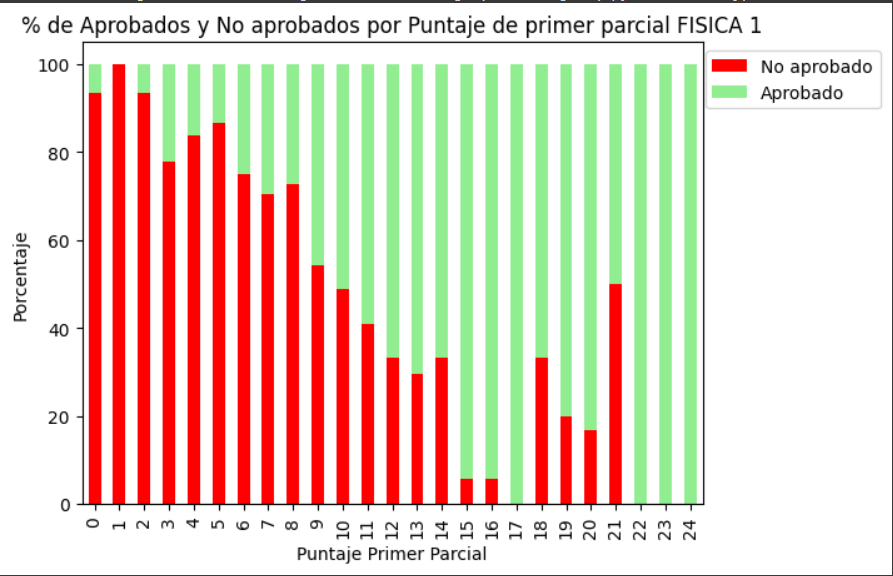 % de Aprobados y No aprobados por Puntaje de primer parcial FISICA 1
No aprobado
Aprobado
Porcentaje
100
80
60
40
20
0
0 1 2 3 4 5 6 7 8 9 10 11 12 13 14 15 16 17 18 19 20 21 22 23 24
Puntaje Primer Parcial